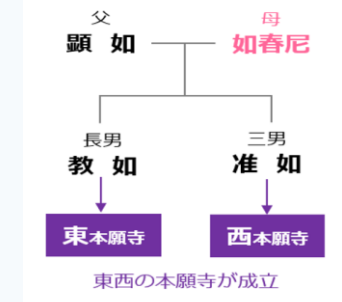 父 母
顕 如 如春尼
長男 三男
教 如 准 如
東本願寺 西本願寺
東西の本願寺が成立